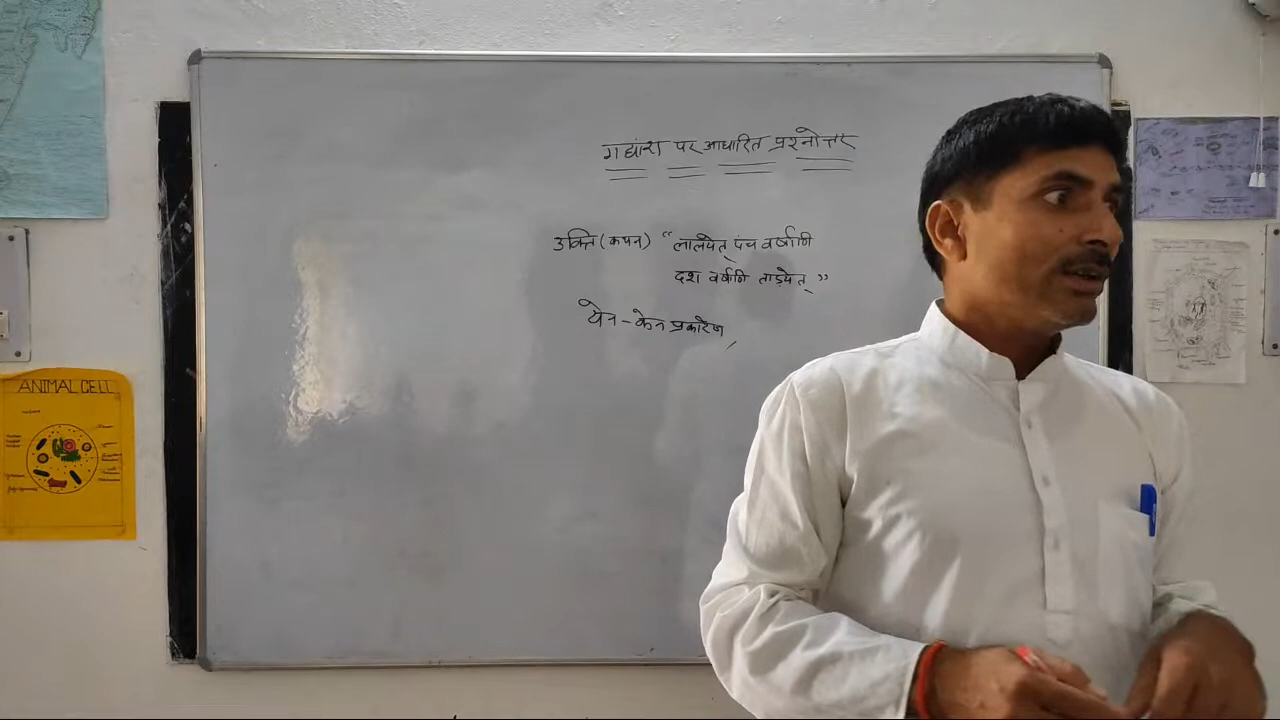 गद्यांश पर आधारित प्रश्नोत्तर
उक्ति (कथन) “लालयेत् पंच वर्षाणि
दश वर्षाणि ताड़येत् ”
येन - केन प्रकारेण,
ANIMAL CELL